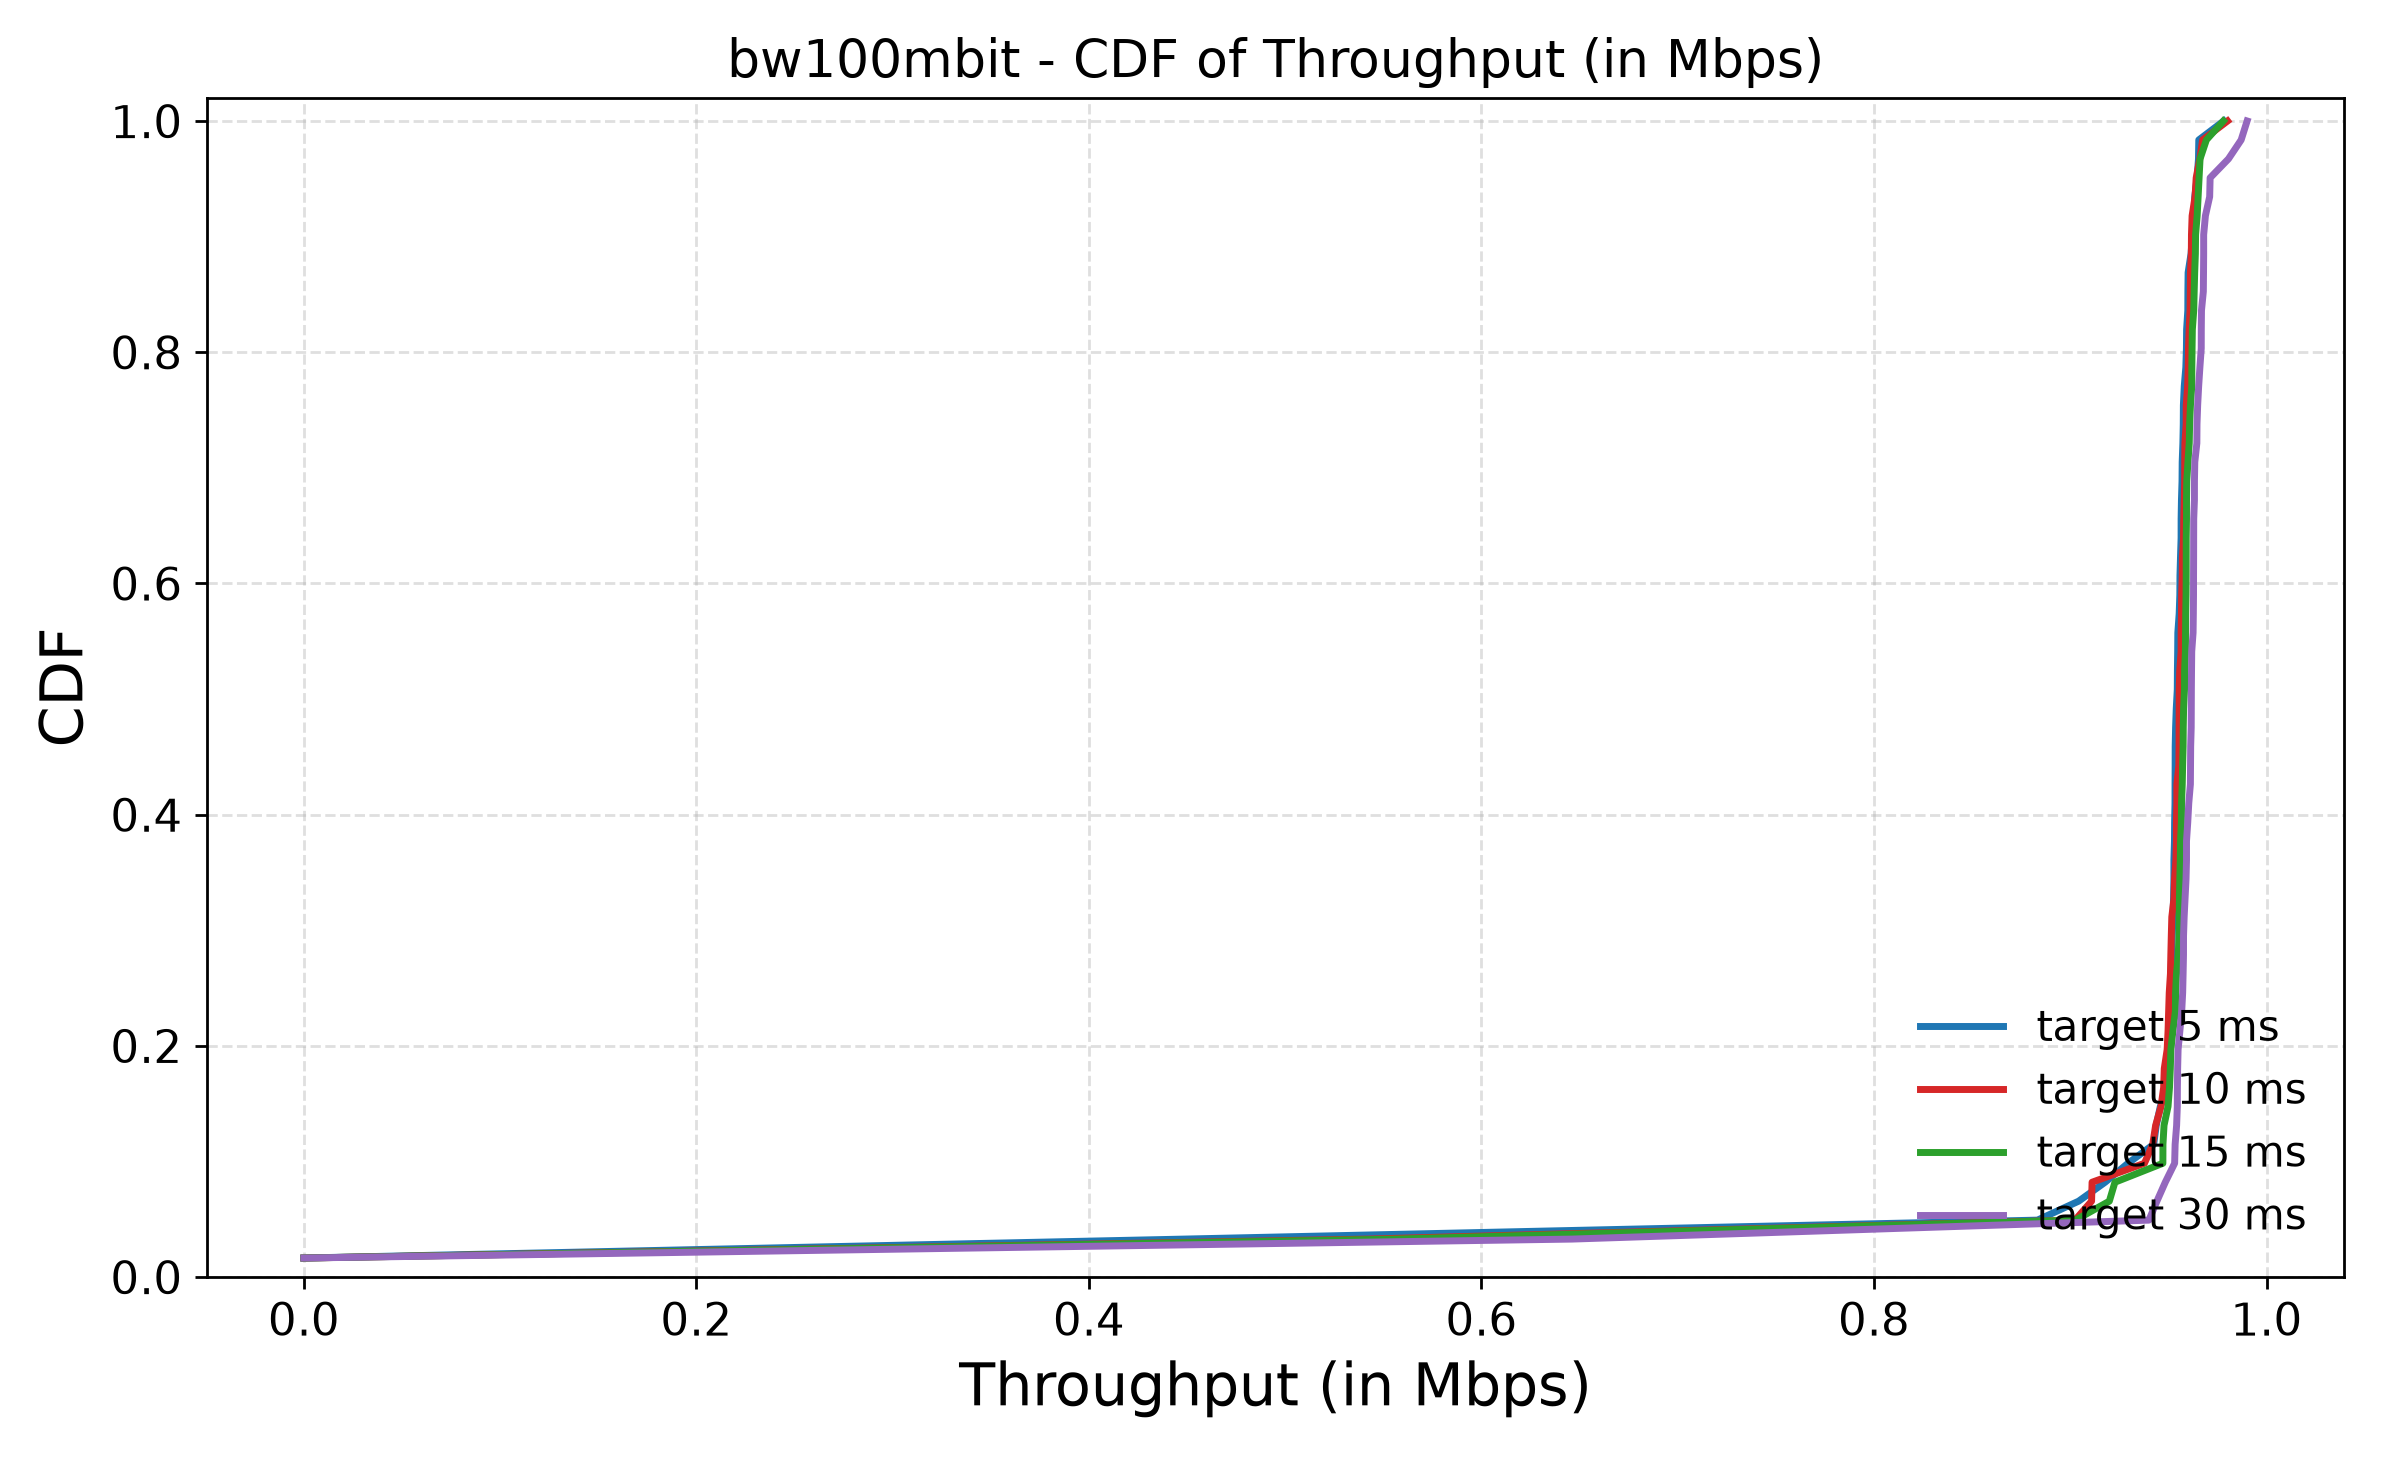 bw100mbit - CDF of Throughput (in Mbps)
1.0
0.8
0.6
0.4
0.2
0.0
CDF
target 5 ms
target 10 ms
target 15 ms
target 30 ms
0.0 0.2 0.4 0.6 0.8 1.0
Throughput (in Mbps)